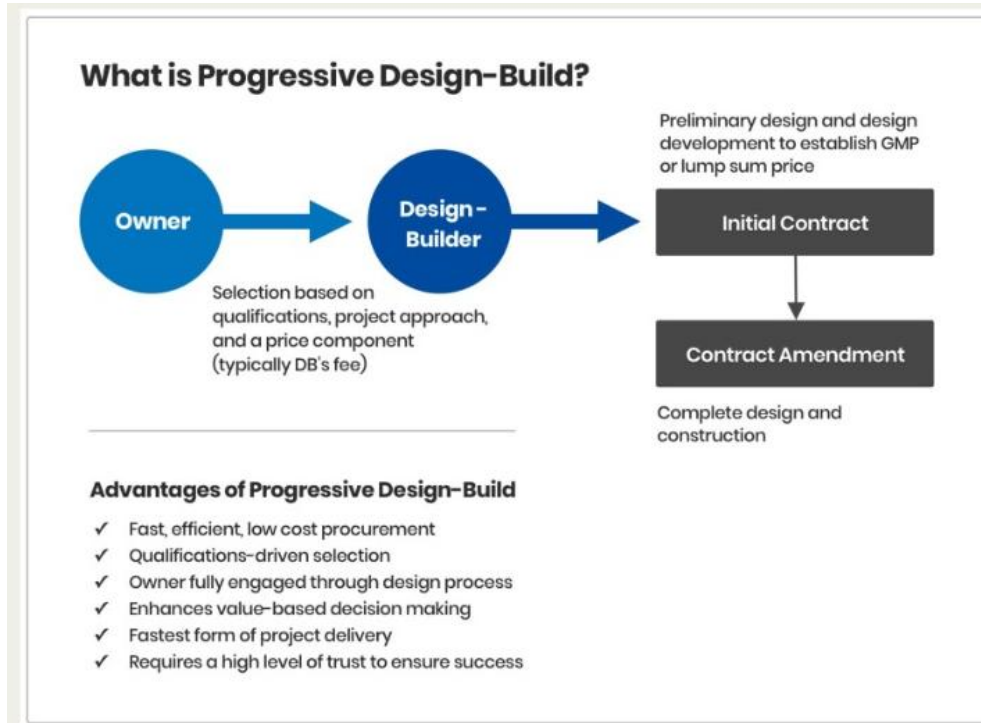 What is Progressive Design-Build?
Owner
Selection based on
qualifications, project approach,
and a price component
(typically DB's fee)
Design-
Builder
Preliminary design and design
development to establish GMP
or lump sum price
Initial Contract
Contract Amendment
Complete design and
construction
Advantages of Progressive Design-Build
✓ Fast, efficient, low cost procurement
✓ Qualifications-driven selection
✓ Owner fully engaged through design process
✓ Enhances value-based decision making
✓ Fastest form of project delivery
✓ Requires a high level of trust to ensure success